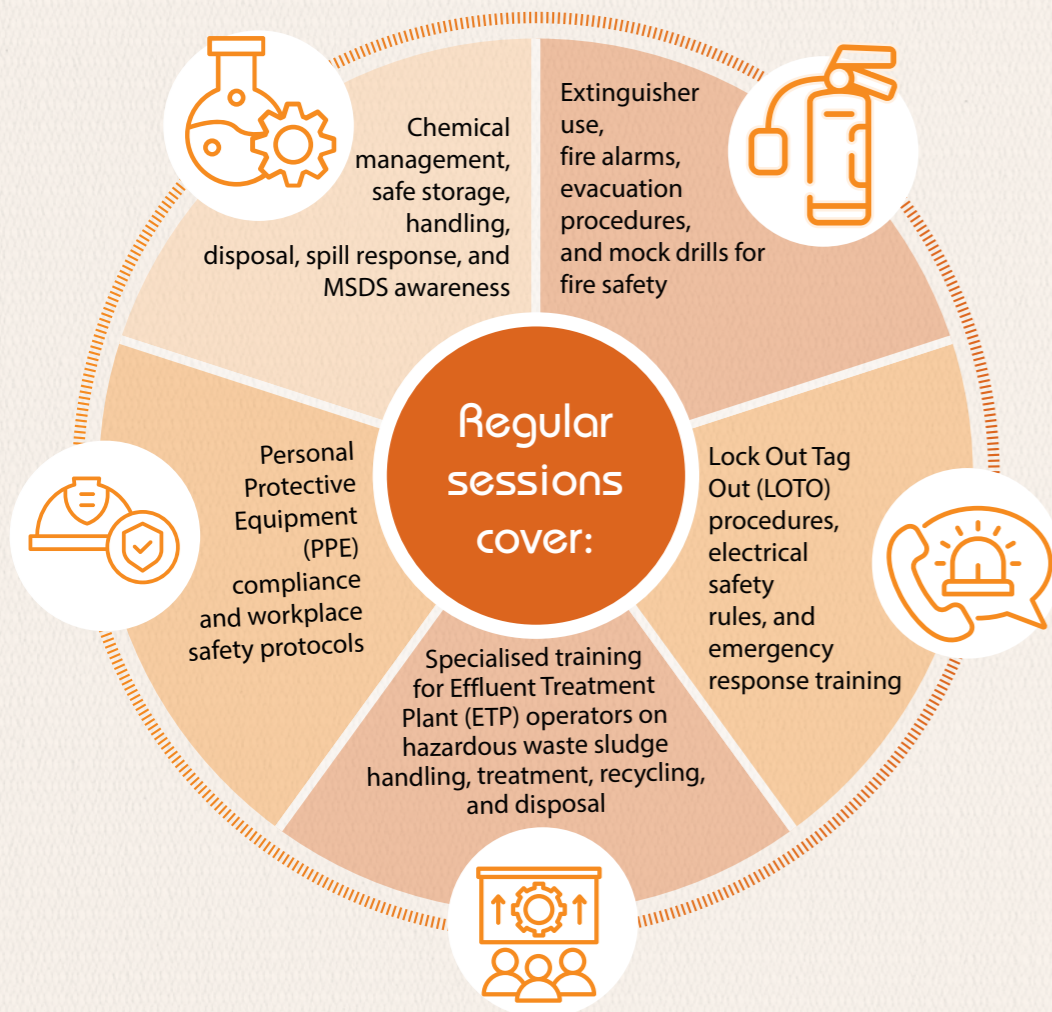 Regular
sessions
cover:
Extinguisher
use,
fire alarms,
evacuation
procedures,
and mock drills for
fire safety
Lock Out Tag
Out (LOTO)
procedures,
electrical
safety
rules, and
emergency
response training
Specialised training
for Effluent Treatment
Plant (ETP) operators on
hazardous waste sludge
handling, treatment, recycling,
and disposal
Personal
Protective
Equipment
(PPE)
compliance
and workplace
safety protocols
Chemical
management,
safe storage,
handling,
disposal, spill response, and
MSDS awareness